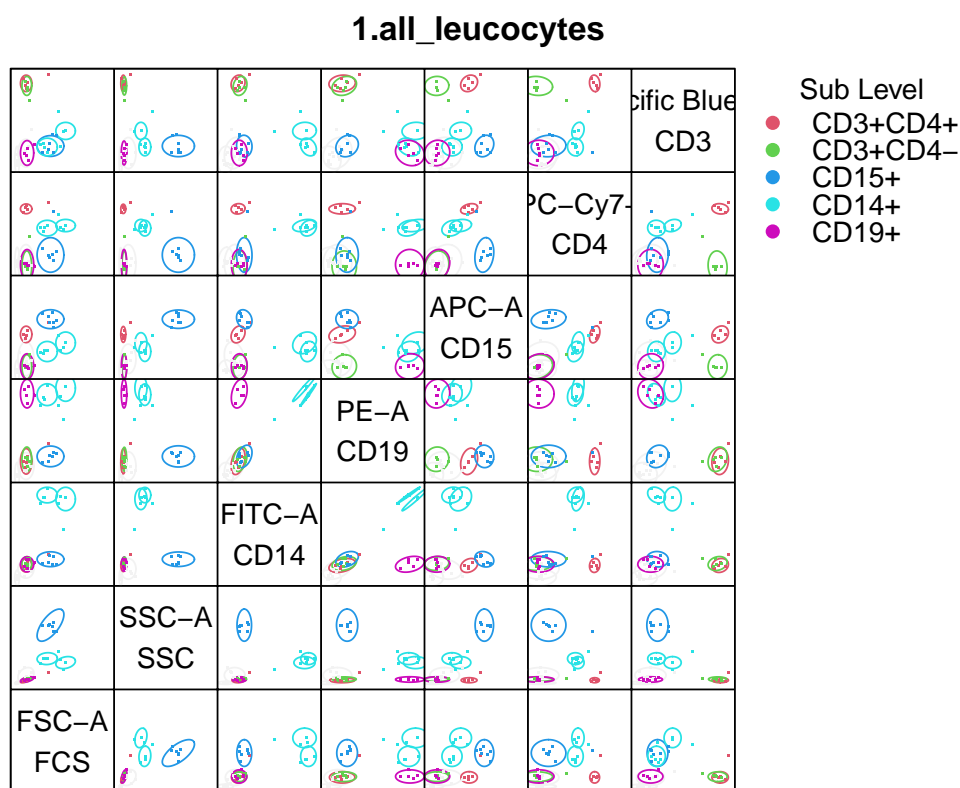 1.all_leucocytes
Sub Level
CD3+CD4+
CD3+CD4−
CD15+
CD14+
CD19+
cific Blue
CD3
PC−Cy7−
CD4
APC−A
CD15
PE−A
CD19
FITC−A
CD14
SSC−A
SSC
FSC−A
FCS